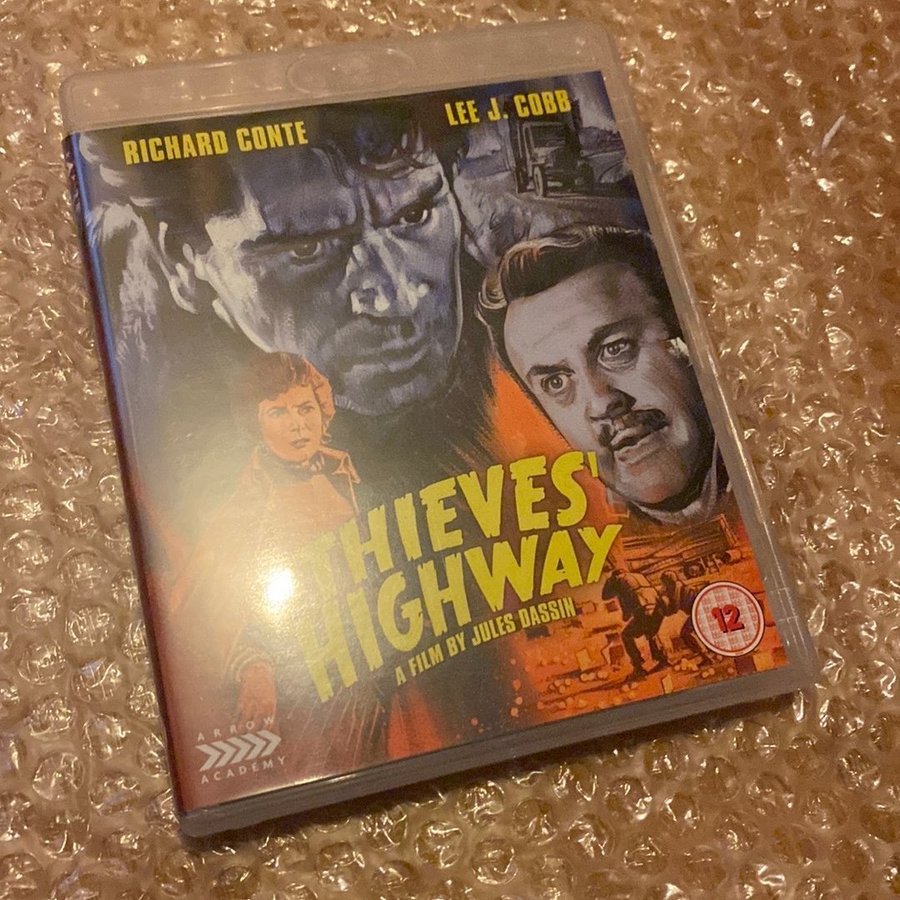 RICHARD CONTE
LEE J. COBB
THIEVES'
HIGHWAY
A FILM BY JULES DASSIN
12
ARROW
ACADEMY